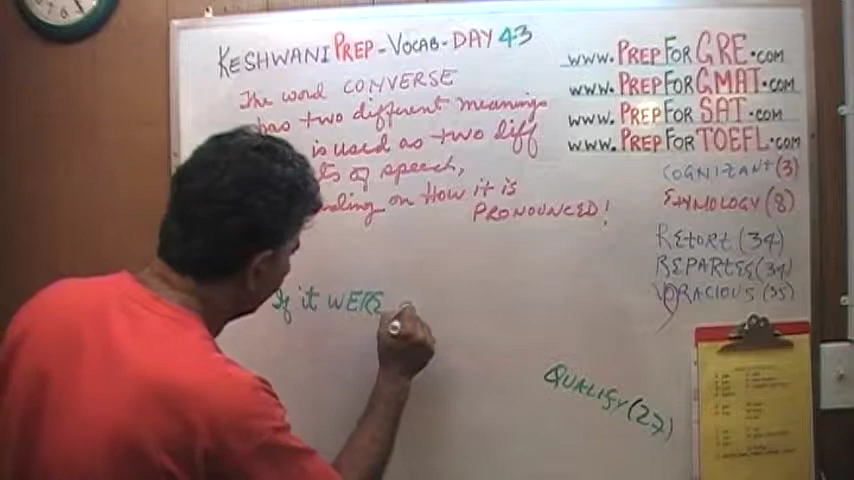 KESHWANI PREP-VOCAB-DAY 43
The word CONVERSE
has two different meanings
is used as two diff
ts of speech,
nding on How it is
PRONOUNCED!
www.PREPFORGRE.com
www.PREPFORGMAT.com
www.PREPFORSAT.com
www.PREPFORTOEFL.com
COGNIZANT (3)
ETYMOLOGY (8)
RETORT (34)
REPARTEE (34)
VORACIOUS (35)
If it WERE
QUALIFY (27)